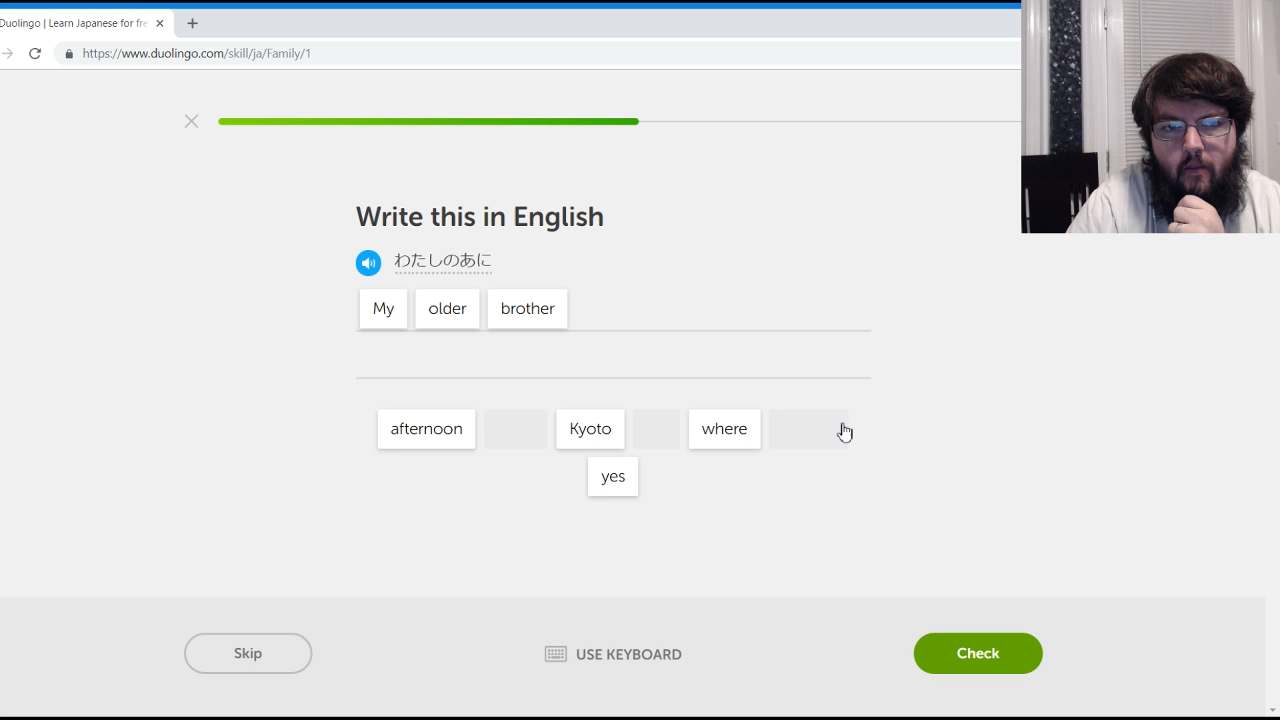 Duolingo | Learn Japanese for fre
https://www.duolingo.com/skill/ja/Family/1
Write this in English
わたしのあに
My older brother
afternoon Kyoto where
yes
Skip USE KEYBOARD Check